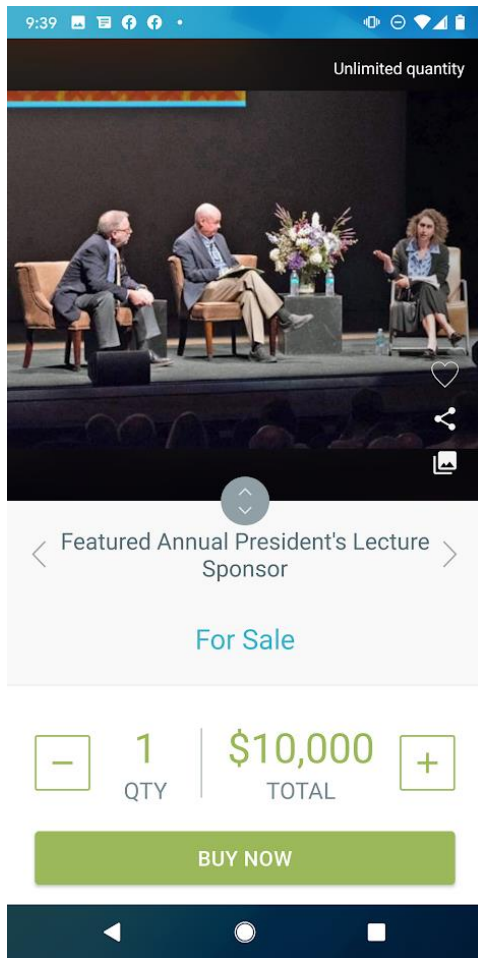 9:39
Unlimited quantity
Featured Annual President's Lecture
Sponsor
For Sale
1
$10,000
QTY
TOTAL
BUY NOW